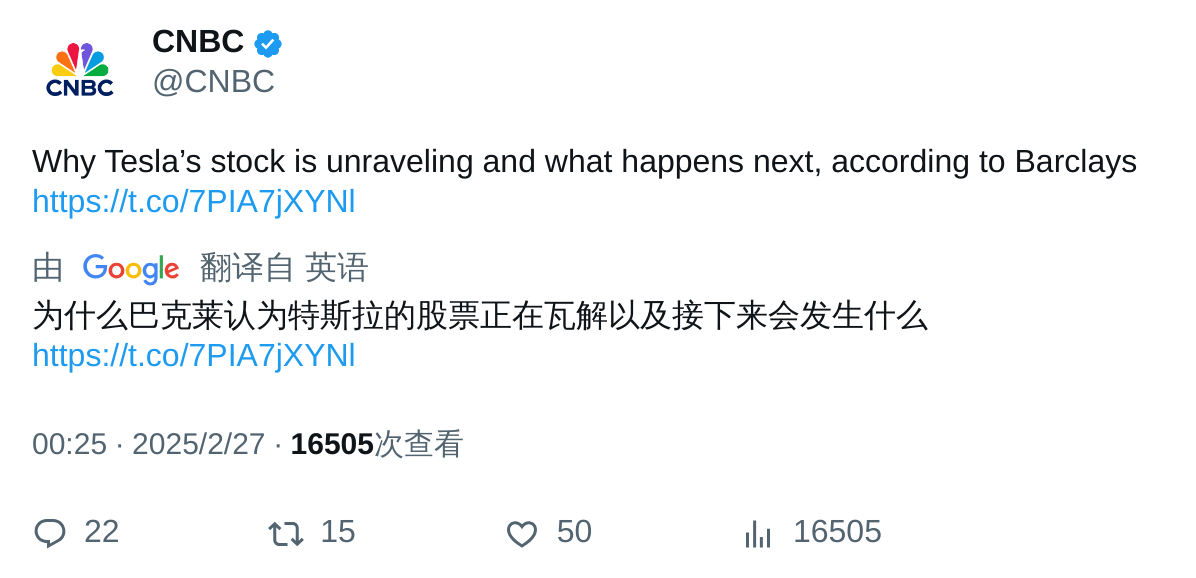 CNBC
CNBC
@CNBC
Why Tesla’s stock is unraveling and what happens next, according to Barclays
https://t.co/7PIA7jXYNl
由 Google 翻译自 英语
为什么巴克莱认为特斯拉的股票正在瓦解以及接下来会发生什么
https://t.co/7PIA7jXYNl
00:25 · 2025/2/27 · 16505次查看
22 15 50 16505